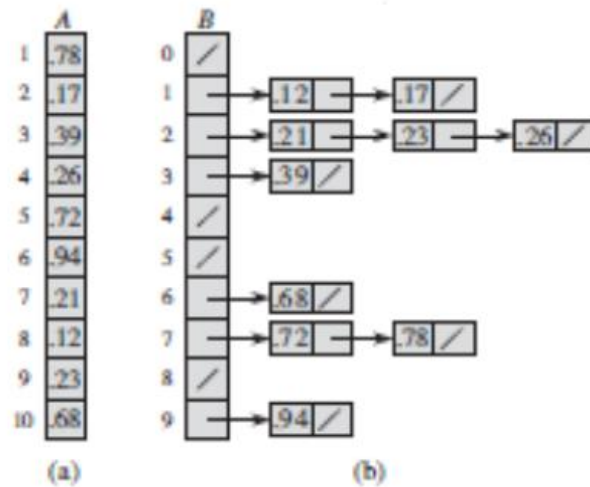 A B
1 .78 0 /
2 .17 1 .12 .17 /
3 .39 2 .21 .23 .26 /
4 .26 3 .39 /
5 .72 4 /
6 .94 5 /
7 .21 6 .68 /
8 .12 7 .72 .78 /
9 .23 8 /
10 .68 9 .94 /
(a) (b)